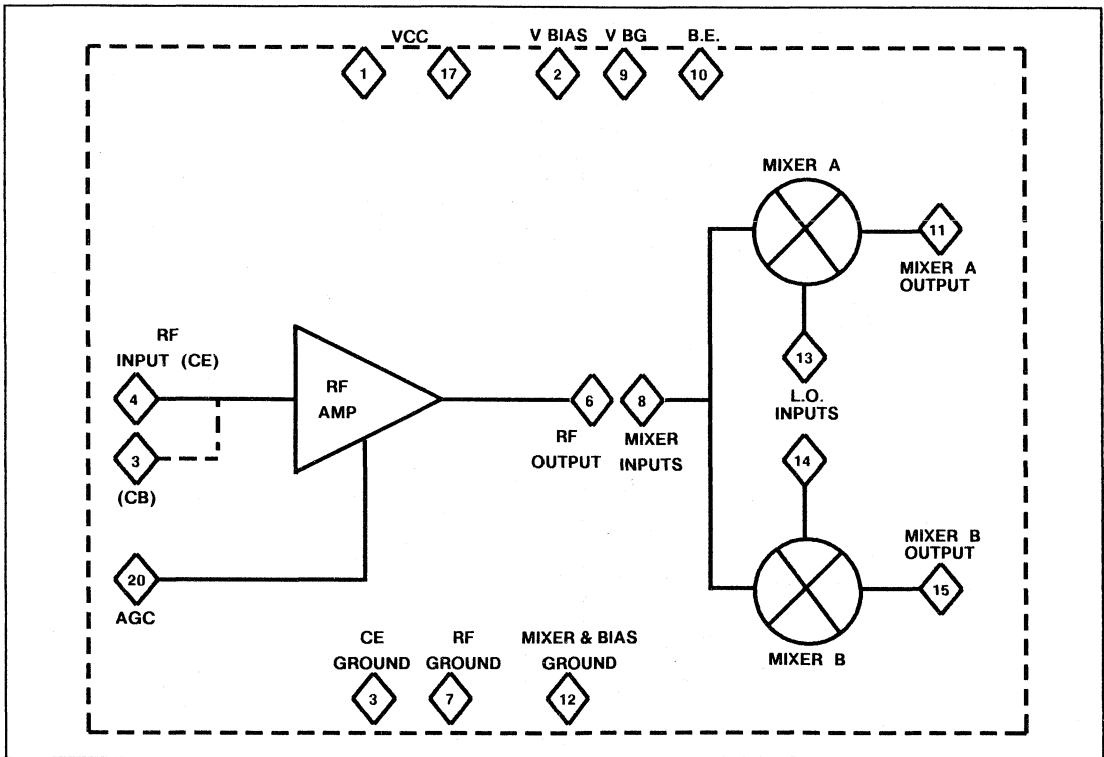 VCC V BIAS V BG B.E.
1 17 2 9 10
MIXER A
11
MIXER A
OUTPUT
13
L.O.
INPUTS
RF
INPUT (CE)
4
3
(CB)
RF
AMP
6
RF
OUTPUT
8
MIXER
INPUTS
14
MIXER B
OUTPUT
15
MIXER B
20
AGC
CE
GROUND
3
RF
GROUND
7
MIXER & BIAS
GROUND
12